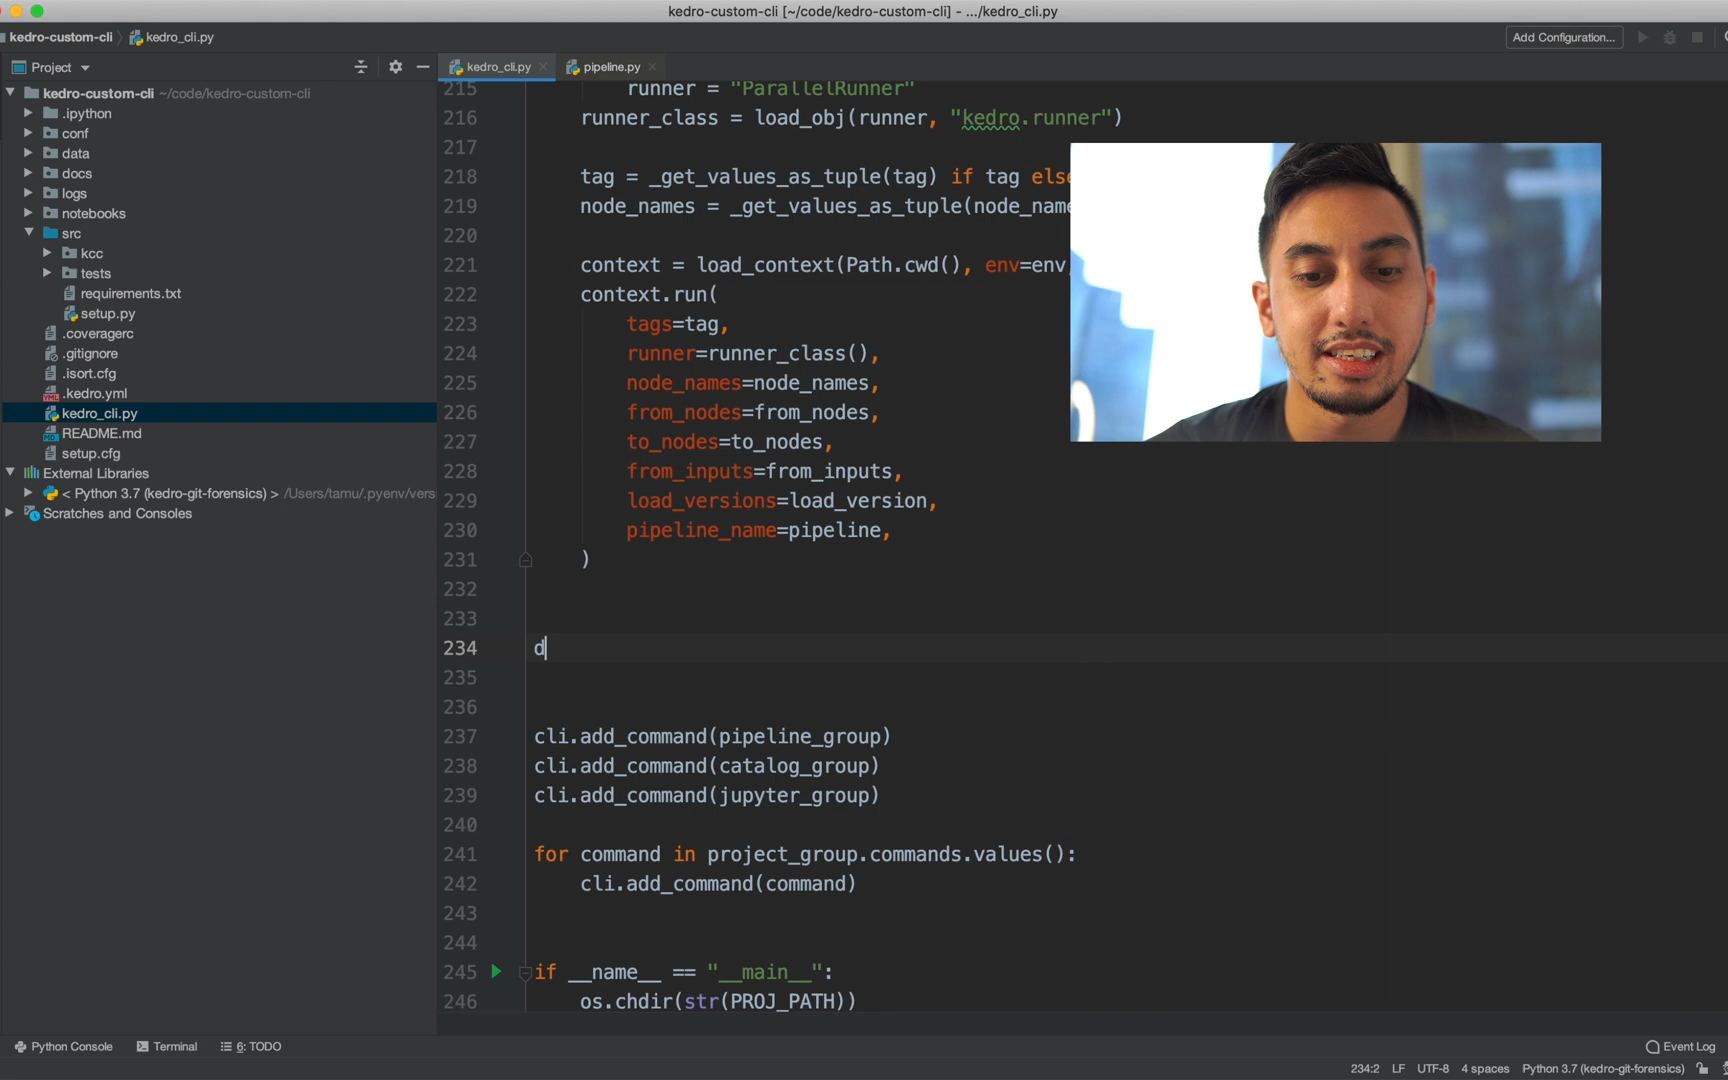 kedro-custom-cli [~/code/kedro-custom-cli] - .../kedro_cli.py
kedro-custom-cli kedro_cli.py Add Configuration...
Project kedro_cli.py pipeline.py
kedro-custom-cli ~/code/kedro-custom-cli
.ipython
conf
data
docs
logs
notebooks
src
kcc
tests
requirements.txt
setup.py
.coveragerc
.gitignore
.isort.cfg
.kedro.yml
kedro_cli.py
README.md
setup.cfg
External Libraries
< Python 3.7 (kedro-git-forensics) > /Users/tamu/.pyenv/vers
Scratches and Consoles
215 runner = "ParallelRunner"
216 runner_class = load_obj(runner, "kedro.runner")
217
218 tag = _get_values_as_tuple(tag) if tag else
219 node_names = _get_values_as_tuple(node_name
220
221 context = load_context(Path.cwd(), env=env,
222 context.run(
223 tags=tag,
224 runner=runner_class(),
225 node_names=node_names,
226 from_nodes=from_nodes,
227 to_nodes=to_nodes,
228 from_inputs=from_inputs,
229 load_versions=load_version,
230 pipeline_name=pipeline,
231 )
232
233
234 d
235
236
237 cli.add_command(pipeline_group)
238 cli.add_command(catalog_group)
239 cli.add_command(jupyter_group)
240
241 for command in project_group.commands.values():
242 cli.add_command(command)
243
244
245 if __name__ == "__main__":
246 os.chdir(str(PROJ_PATH))
Python Console Terminal 6: TODO Event Log
234:2 LF UTF-8 4 spaces Python 3.7 (kedro-git-forensics)